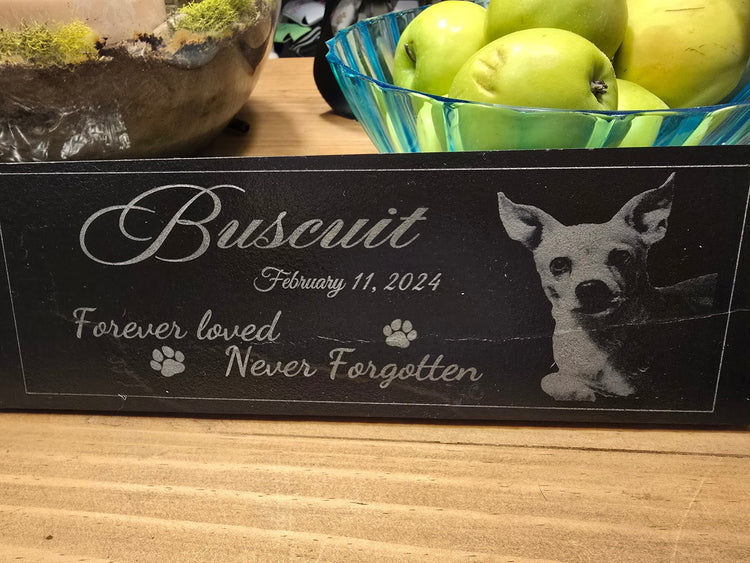 Buscuit
February 11, 2024
Forever loved
Never Forgotten